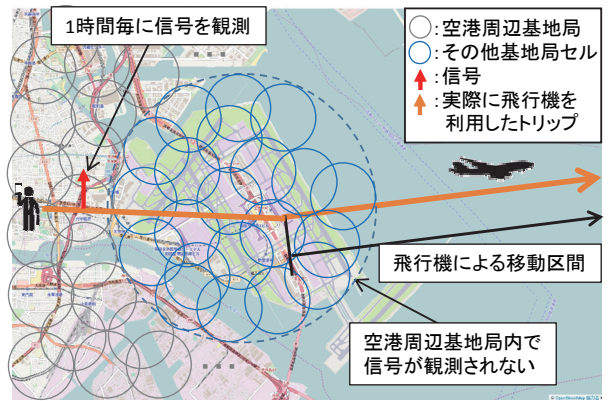 1時間毎に信号を観測
:空港周辺基地局
:その他基地局セル
:信号
:実際に飛行機を
利用したトリップ
飛行機による移動区間
空港周辺基地局内で
信号が観測されない